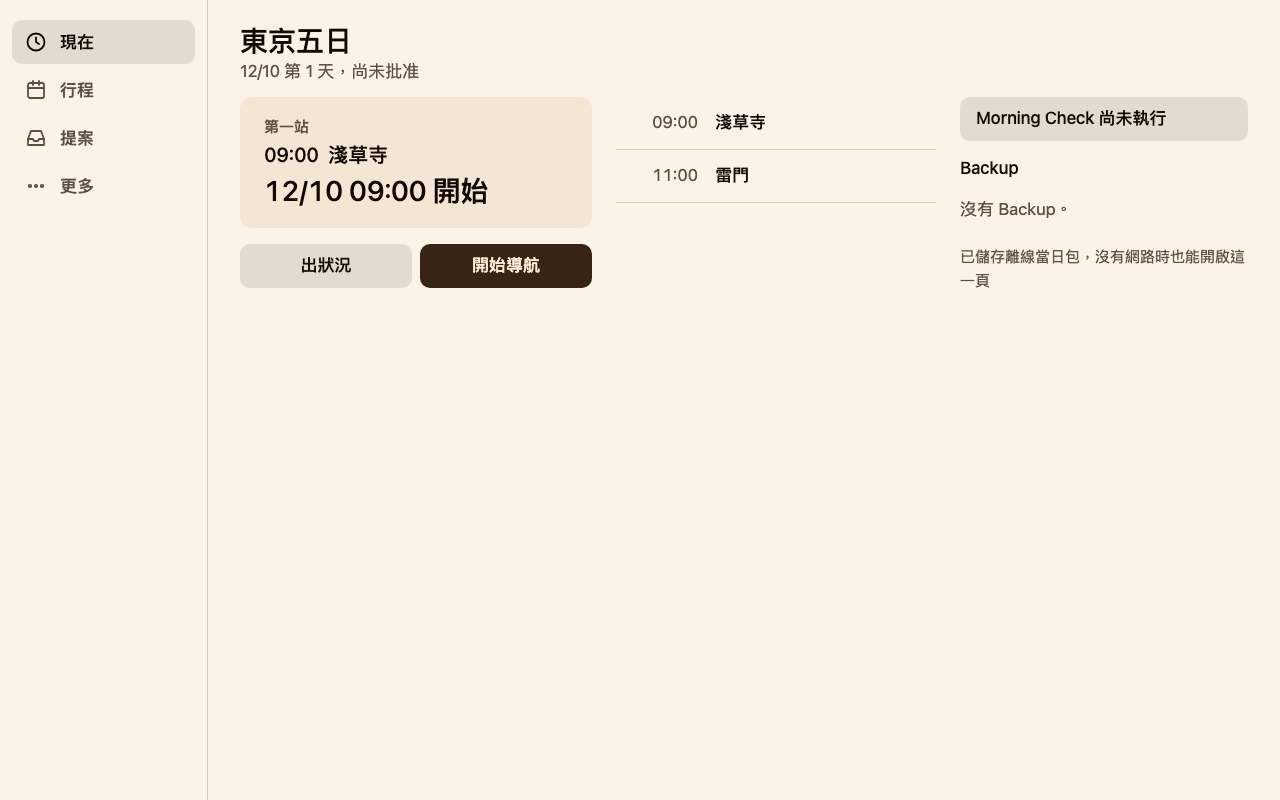 現在
行程
提案
更多
東京五日
12/10 第 1 天，尚未批准
第一站
09:00 淺草寺
12/10 09:00 開始
出狀況
開始導航
09:00 淺草寺
11:00 雷門
Morning Check 尚未執行
Backup
沒有 Backup。
已儲存離線當日包，沒有網路時也能開啟這
一頁